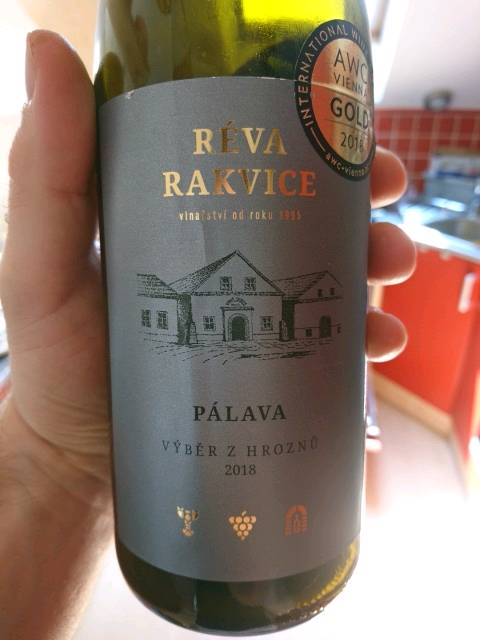 INTERNATIONAL WINE
AWC
VIENNA
GOLD
RÉVA
RAKVICE
vinařství od roku 1995
PÁLAVA
VÝBĚR Z HROZNŮ
2018